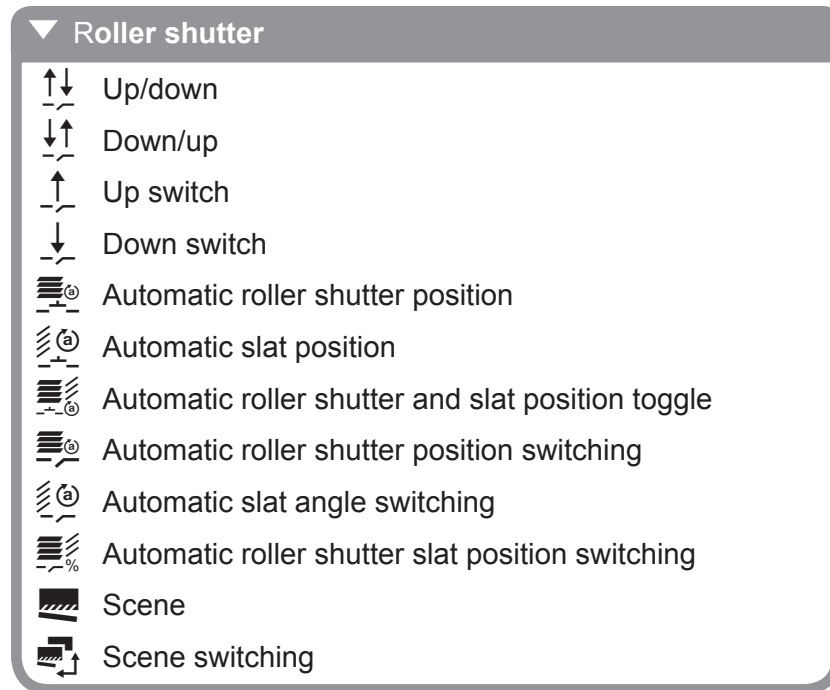 Roller shutter
Up/down
Down/up
Up switch
Down switch
Automatic roller shutter position
Automatic slat position
Automatic roller shutter and slat position toggle
Automatic roller shutter position switching
Automatic slat angle switching
Automatic roller shutter slat position switching
Scene
Scene switching